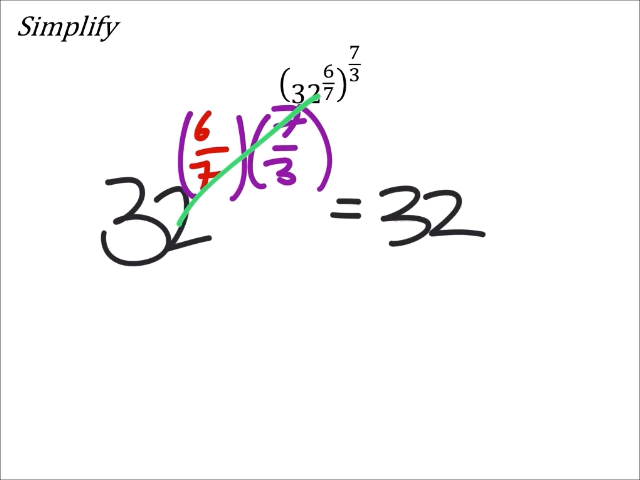 Simplify
(32^{6/7})^{7/3}
32^{(6/7)(7/3)} = 32